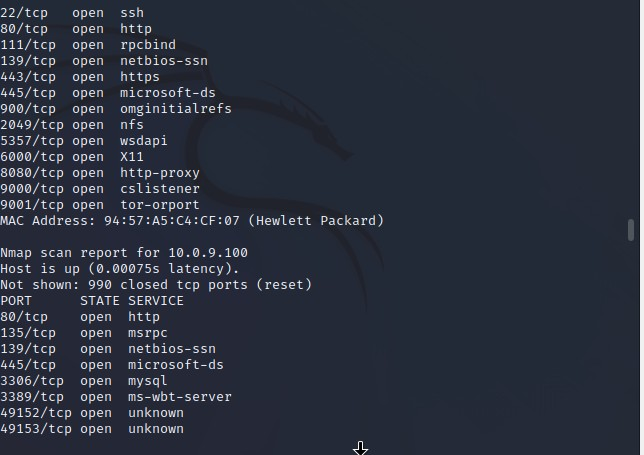 22/tcp   open  ssh
80/tcp   open  http
111/tcp  open  rpcbind
139/tcp  open  netbios-ssn
443/tcp  open  https
445/tcp  open  microsoft-ds
900/tcp  open  omginitialrefs
2049/tcp open  nfs
5357/tcp open  wsdapi
6000/tcp open  X11
8080/tcp open  http-proxy
9000/tcp open  cslistener
9001/tcp open  tor-orport
MAC Address: 94:57:A5:C4:CF:07 (Hewlett Packard)
Nmap scan report for 10.0.9.100
Host is up (0.00075s latency).
Not shown: 990 closed tcp ports (reset)
PORT      STATE SERVICE
80/tcp    open  http
135/tcp   open  msrpc
139/tcp   open  netbios-ssn
445/tcp   open  microsoft-ds
3306/tcp  open  mysql
3389/tcp  open  ms-wbt-server
49152/tcp open  unknown
49153/tcp open  unknown